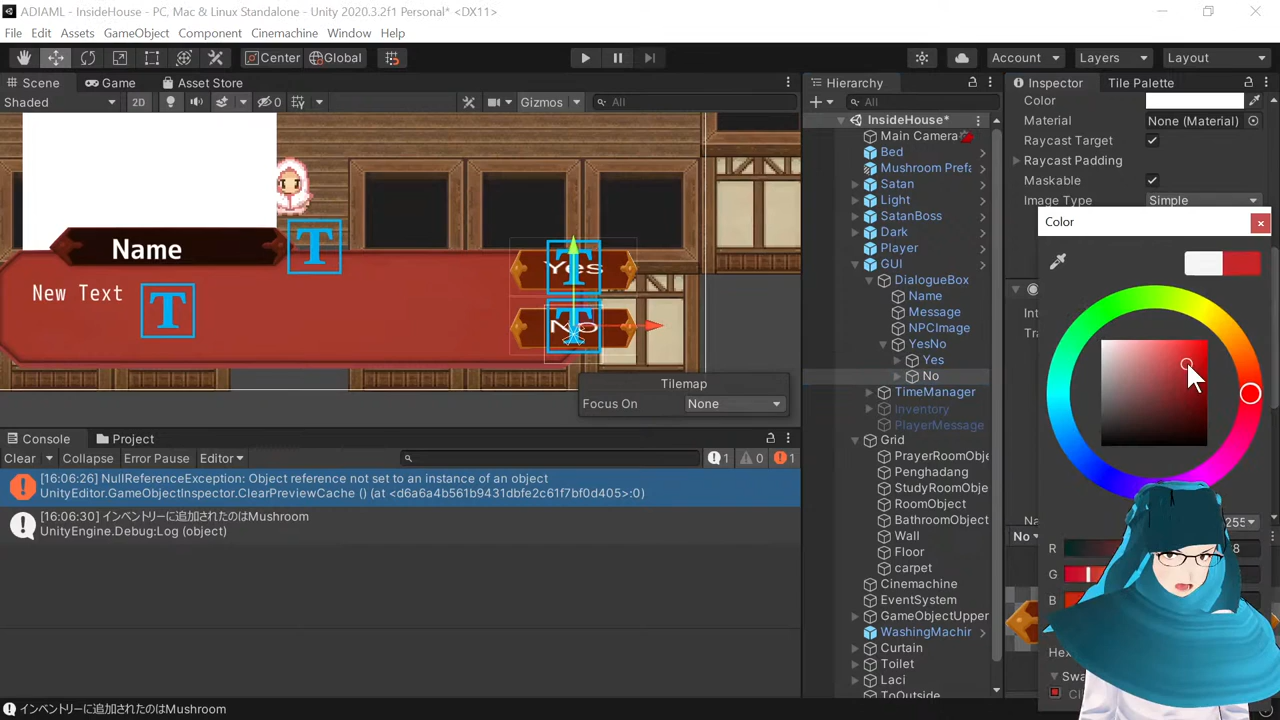 ADIAML - InsideHouse - PC, Mac & Linux Standalone - Unity 2020.3.2f1 Personal* <DX11>
File Edit Assets GameObject Component Cinemachine Window Help
Center Global Account Layers Layout
Scene Game Asset Store
Shaded 2D 0 Gizmos All
Name
New Text
Yes
No
Tilemap
Focus On None
Hierarchy
All
InsideHouse*
Main Camera
Bed
Mushroom Prefa
Satan
Light
SatanBoss
Dark
Player
GUI
DialogueBox
Name
Message
NPCImage
YesNo
Yes
No
TimeManager
Inventory
PlayerMessage
Grid
PrayerRoomObje
Penghadang
StudyRoomObje
RoomObject
BathroomObject
Wall
Floor
carpet
Cinemachine
EventSystem
GameObjectUpper
WashingMachir
Curtain
Toilet
Laci
ToOutside
Inspector Tile Palette
Color
Material None (Material)
Raycast Target
Raycast Padding
Maskable
Image Type Simple
Color
Int
Tra
Na 255
No
R 8
G
B
Hex
Swa
Console Project
Clear Collapse Error Pause Editor 1 0 1
[16:06:26] NullReferenceException: Object reference not set to an instance of an object
UnityEditor.GameObjectInspector.ClearPreviewCache () (at <d6a6a4b561b9431dbfe2c61f7bf0d405>:0)
[16:06:30] インベントリーに追加されたのはMushroom
UnityEngine.Debug:Log (object)
インベントリーに追加されたのはMushroom